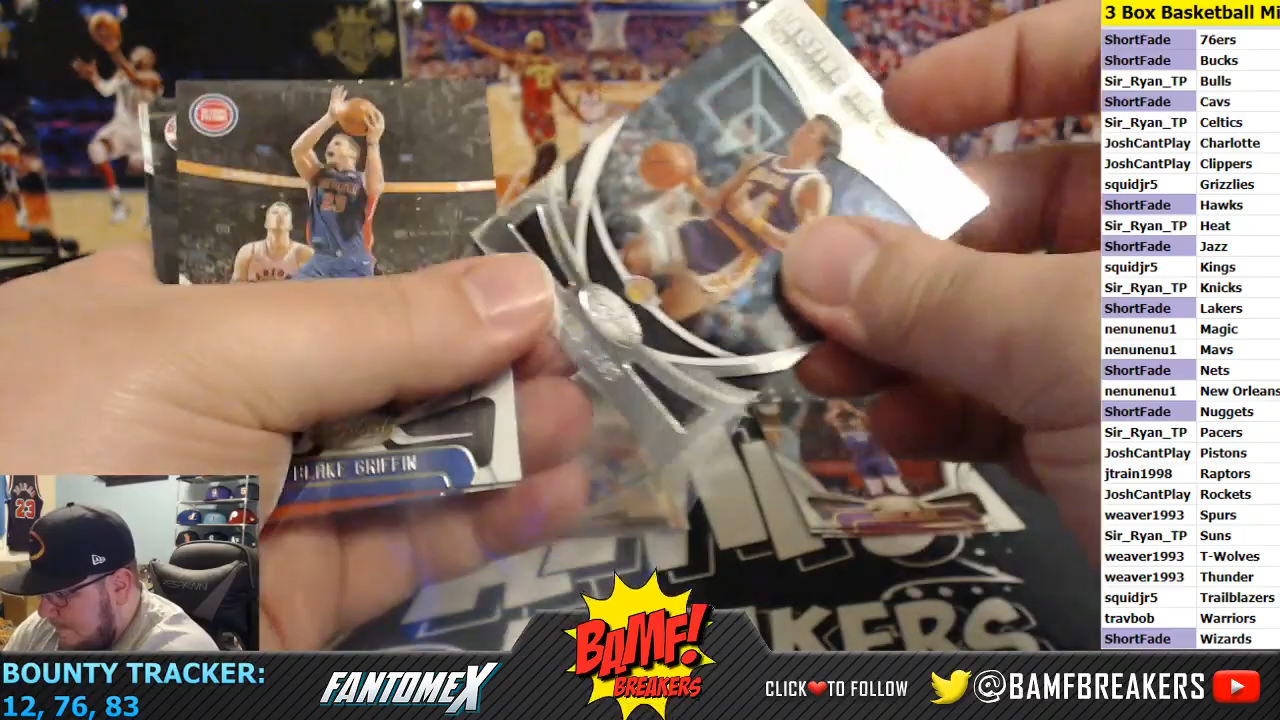 3 Box Basketball Mi
ShortFade 76ers
ShortFade Bucks
Sir_Ryan_TP Bulls
ShortFade Cavs
Sir_Ryan_TP Celtics
JoshCantPlay Charlotte
JoshCantPlay Clippers
squidjr5 Grizzlies
ShortFade Hawks
Sir_Ryan_TP Heat
ShortFade Jazz
squidjr5 Kings
Sir_Ryan_TP Knicks
ShortFade Lakers
nenunenu1 Magic
nenunenu1 Mavs
ShortFade Nets
nenunenu1 New Orleans
ShortFade Nuggets
Sir_Ryan_TP Pacers
JoshCantPlay Pistons
jtrain1998 Raptors
JoshCantPlay Rockets
weaver1993 Spurs
Sir_Ryan_TP Suns
weaver1993 T-Wolves
weaver1993 Thunder
squidjr5 Trailblazers
travbob Warriors
ShortFade Wizards
BLAKE GRIFFIN
23
23
KERS
BOUNTY TRACKER:
12, 76, 83
FANTOMEX
BAMF!
BREAKERS
CLICK❤TO FOLLOW
@BAMFBREAKERS